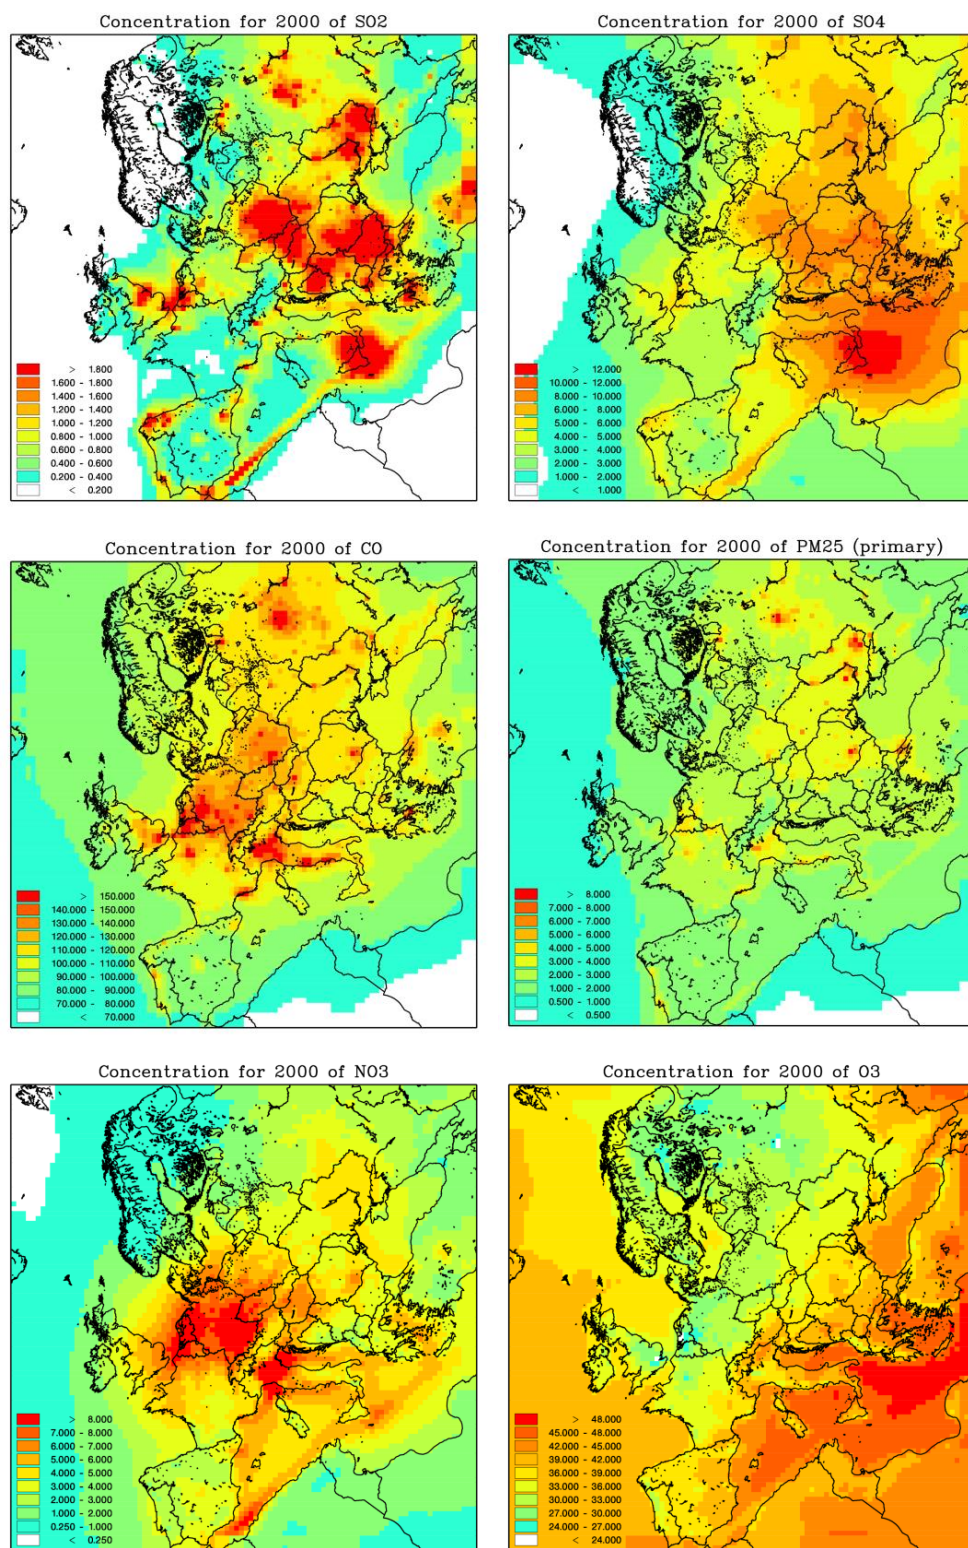 Concentration for 2000 of SO2
> 1.800
1.600 - 1.800
1.400 - 1.600
1.200 - 1.400
1.000 - 1.200
0.800 - 1.000
0.600 - 0.800
0.400 - 0.600
0.200 - 0.400
< 0.200
Concentration for 2000 of SO4
> 12.000
10.000 - 12.000
8.000 - 10.000
6.000 - 8.000
5.000 - 6.000
4.000 - 5.000
3.000 - 4.000
2.000 - 3.000
1.000 - 2.000
< 1.000
Concentration for 2000 of CO
> 150.000
140.000 - 150.000
130.000 - 140.000
120.000 - 130.000
110.000 - 120.000
100.000 - 110.000
90.000 - 100.000
80.000 - 90.000
70.000 - 80.000
< 70.000
Concentration for 2000 of PM25 (primary)
> 8.000
7.000 - 8.000
6.000 - 7.000
5.000 - 6.000
4.000 - 5.000
3.000 - 4.000
2.000 - 3.000
1.000 - 2.000
0.500 - 1.000
< 0.500
Concentration for 2000 of NO3
> 8.000
7.000 - 8.000
6.000 - 7.000
5.000 - 6.000
4.000 - 5.000
3.000 - 4.000
2.000 - 3.000
1.000 - 2.000
0.250 - 1.000
< 0.250
Concentration for 2000 of O3
> 48.000
45.000 - 48.000
42.000 - 45.000
39.000 - 42.000
36.000 - 39.000
33.000 - 36.000
30.000 - 33.000
27.000 - 30.000
24.000 - 27.000
< 24.000